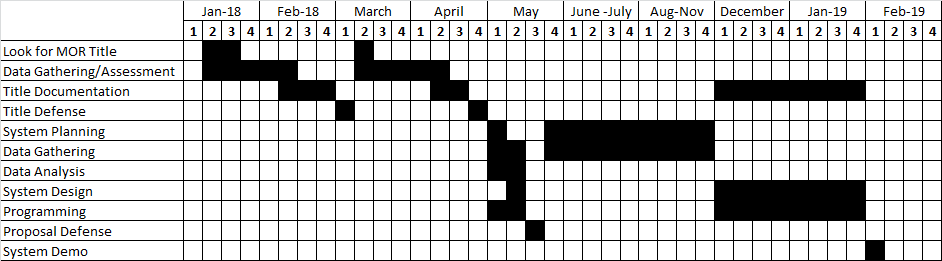 Jan-18 Feb-18 March April May June -July Aug-Nov December Jan-19 Feb-19
1 2 3 4 1 2 3 4 1 2 3 4 1 2 3 4 1 2 3 4 1 2 3 4 1 2 3 4 1 2 3 4 1 2 3 4 1 2 3 4
Look for MOR Title
Data Gathering/Assessment
Title Documentation
Title Defense
System Planning
Data Gathering
Data Analysis
System Design
Programming
Proposal Defense
System Demo